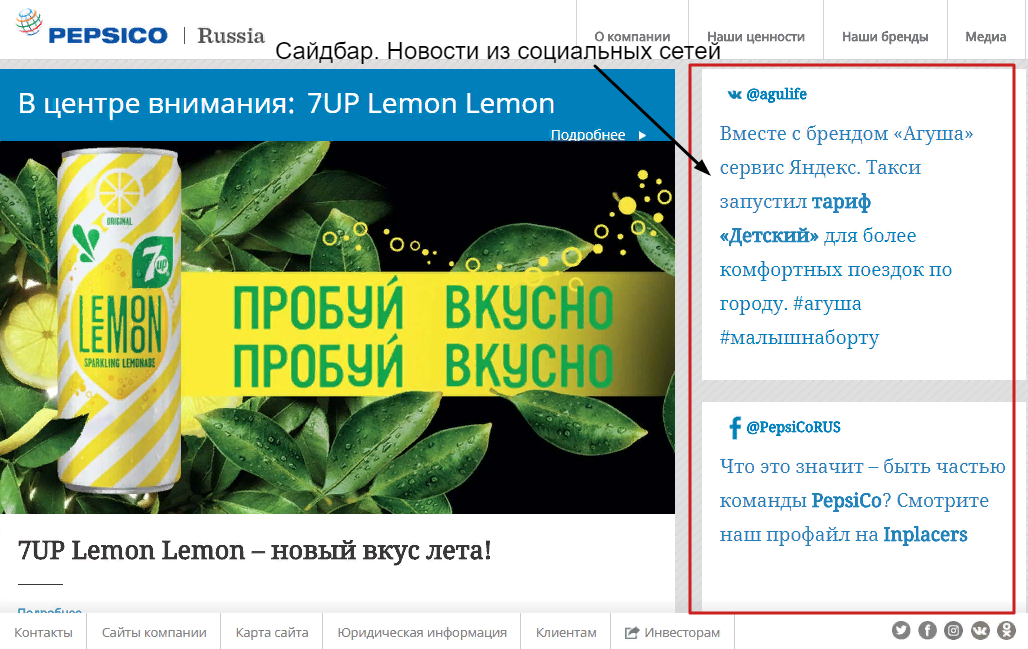 PEPSICO | Russia
О компании
Наши ценности
Наши бренды
Медиа
Сайдбар. Новости из социальных сетей
В центре внимания: 7UP Lemon Lemon
Подробнее
ORIGINAL
7up
LEMON
LEMON
SPARKLING LEMONADE
ПРОБУЙ ВКУСНО
ПРОБУЙ ВКУСНО
7UP Lemon Lemon – новый вкус лета!
Подробнее
@agulife
Вместе с брендом «Агуша»
сервис Яндекс. Такси
запустил тариф
«Детский» для более
комфортных поездок по
городу. #агуша
#малышнаборту
@PepsiCoRUS
Что это значит – быть частью
команды PepsiCo? Смотрите
наш профайл на Inplacers
Контакты
Сайты компании
Карта сайта
Юридическая информация
Клиентам
Инвесторам